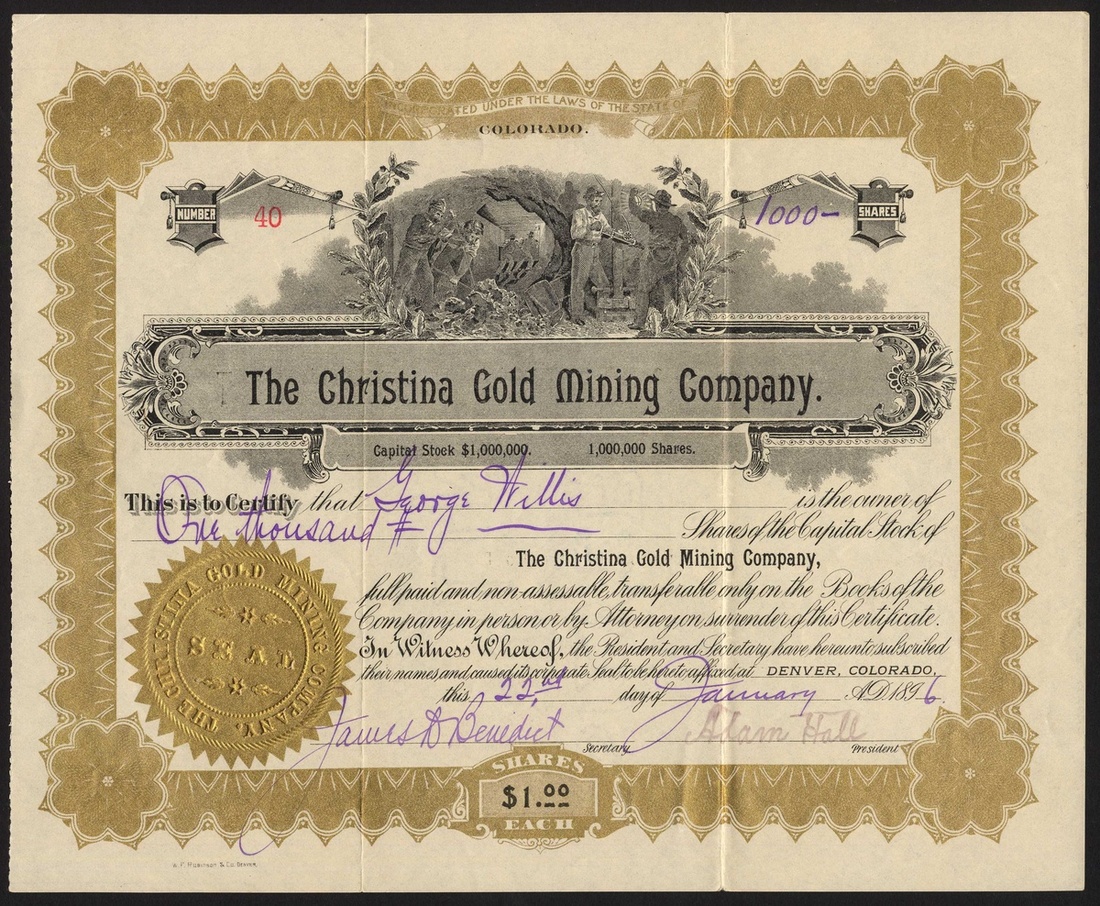 INCORPORATED UNDER THE LAWS OF THE STATE OF
COLORADO.
NUMBER 40
1000- SHARES
The Christina Gold Mining Company.
Capital Stock $1,000,000. 1,000,000 Shares.
This is to Certify that George Willis is the owner of
One thousand Shares of the Capital Stock of
The Christina Gold Mining Company,
full paid and non-assessable, transferable only on the Books of the
Company in person or by Attorney on surrender of this Certificate.
In Witness Whereof, the President and Secretary have hereunto subscribed
their names and caused its corporate Seal to be hereto affixed, at DENVER, COLORADO,
this 22nd day of January A.D. 1896.
James D Benedict Secretary Adam Hall President
THE CHRISTINA GOLD MINING COMPANY.
SEAL
SHARES
$1.00
EACH
& Co. Denver.